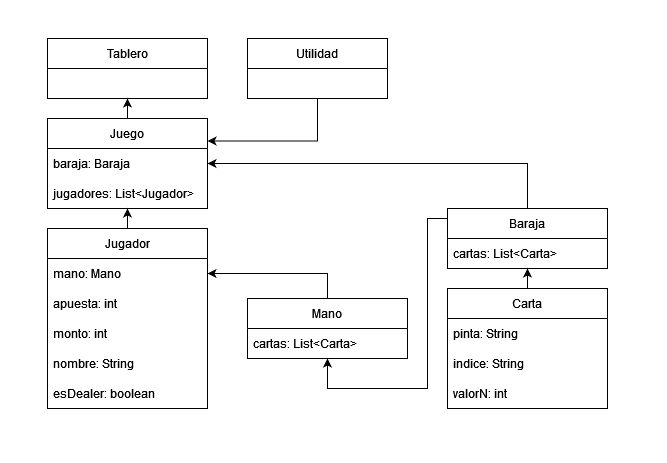 Tablero
Utilidad
Juego
baraja: Baraja
jugadores: List<Jugador>
Jugador
mano: Mano
apuesta: int
monto: int
nombre: String
esDealer: boolean
Mano
cartas: List<Carta>
Baraja
cartas: List<Carta>
Carta
pinta: String
indice: String
valorN: int